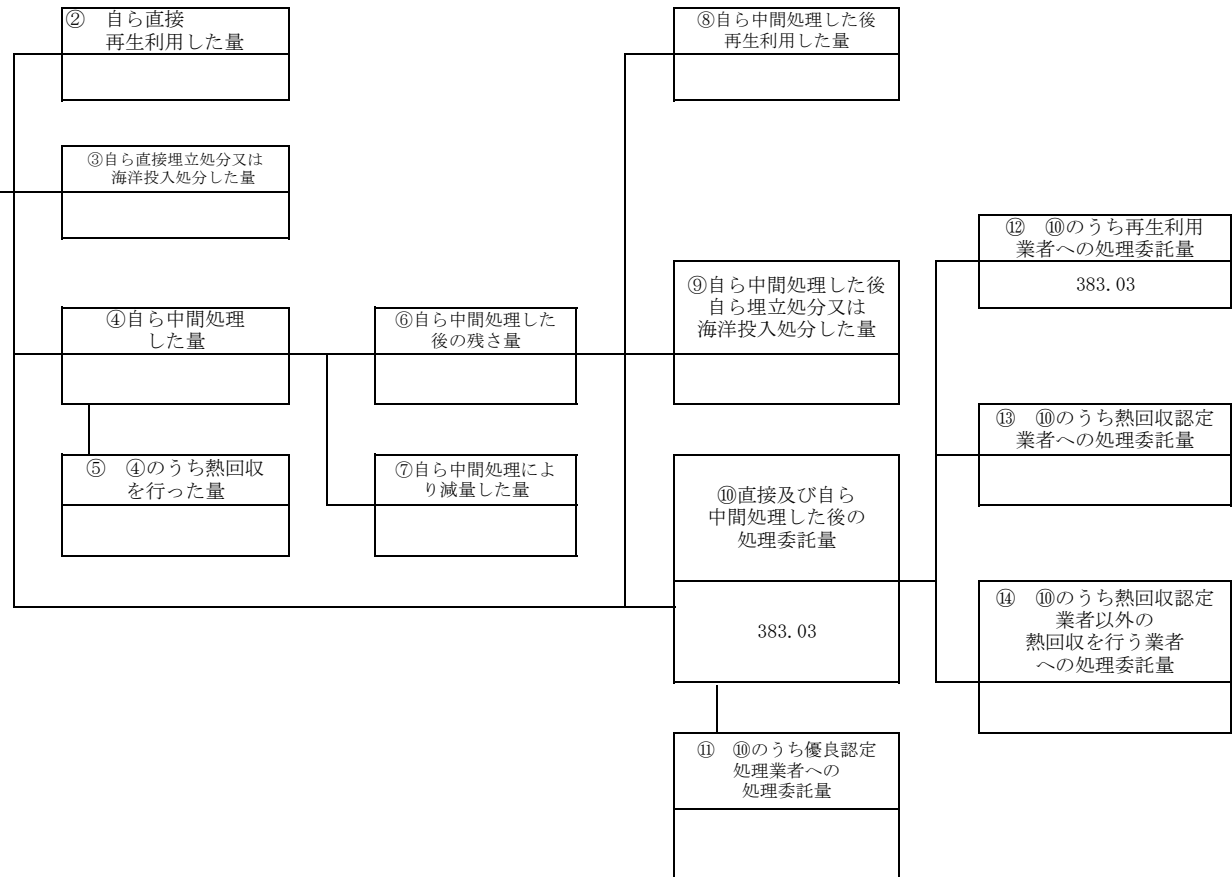 ②　自ら直接
再生利用した量
③自ら直接埋立処分又は
海洋投入処分した量
④自ら中間処理
した量
⑤　④のうち熱回収
を行った量
⑥自ら中間処理した
後の残さ量
⑦自ら中間処理によ
り減量した量
⑧自ら中間処理した後
再生利用した量
⑨自ら中間処理した後
自ら埋立処分又は
海洋投入処分した量
⑩直接及び自ら
中間処理した後の
処理委託量
383.03
⑪　⑩のうち優良認定
処理業者への
処理委託量
⑫　⑩のうち再生利用
業者への処理委託量
383.03
⑬　⑩のうち熱回収認定
業者への処理委託量
⑭　⑩のうち熱回収認定
業者以外の
熱回収を行う業者
への処理委託量